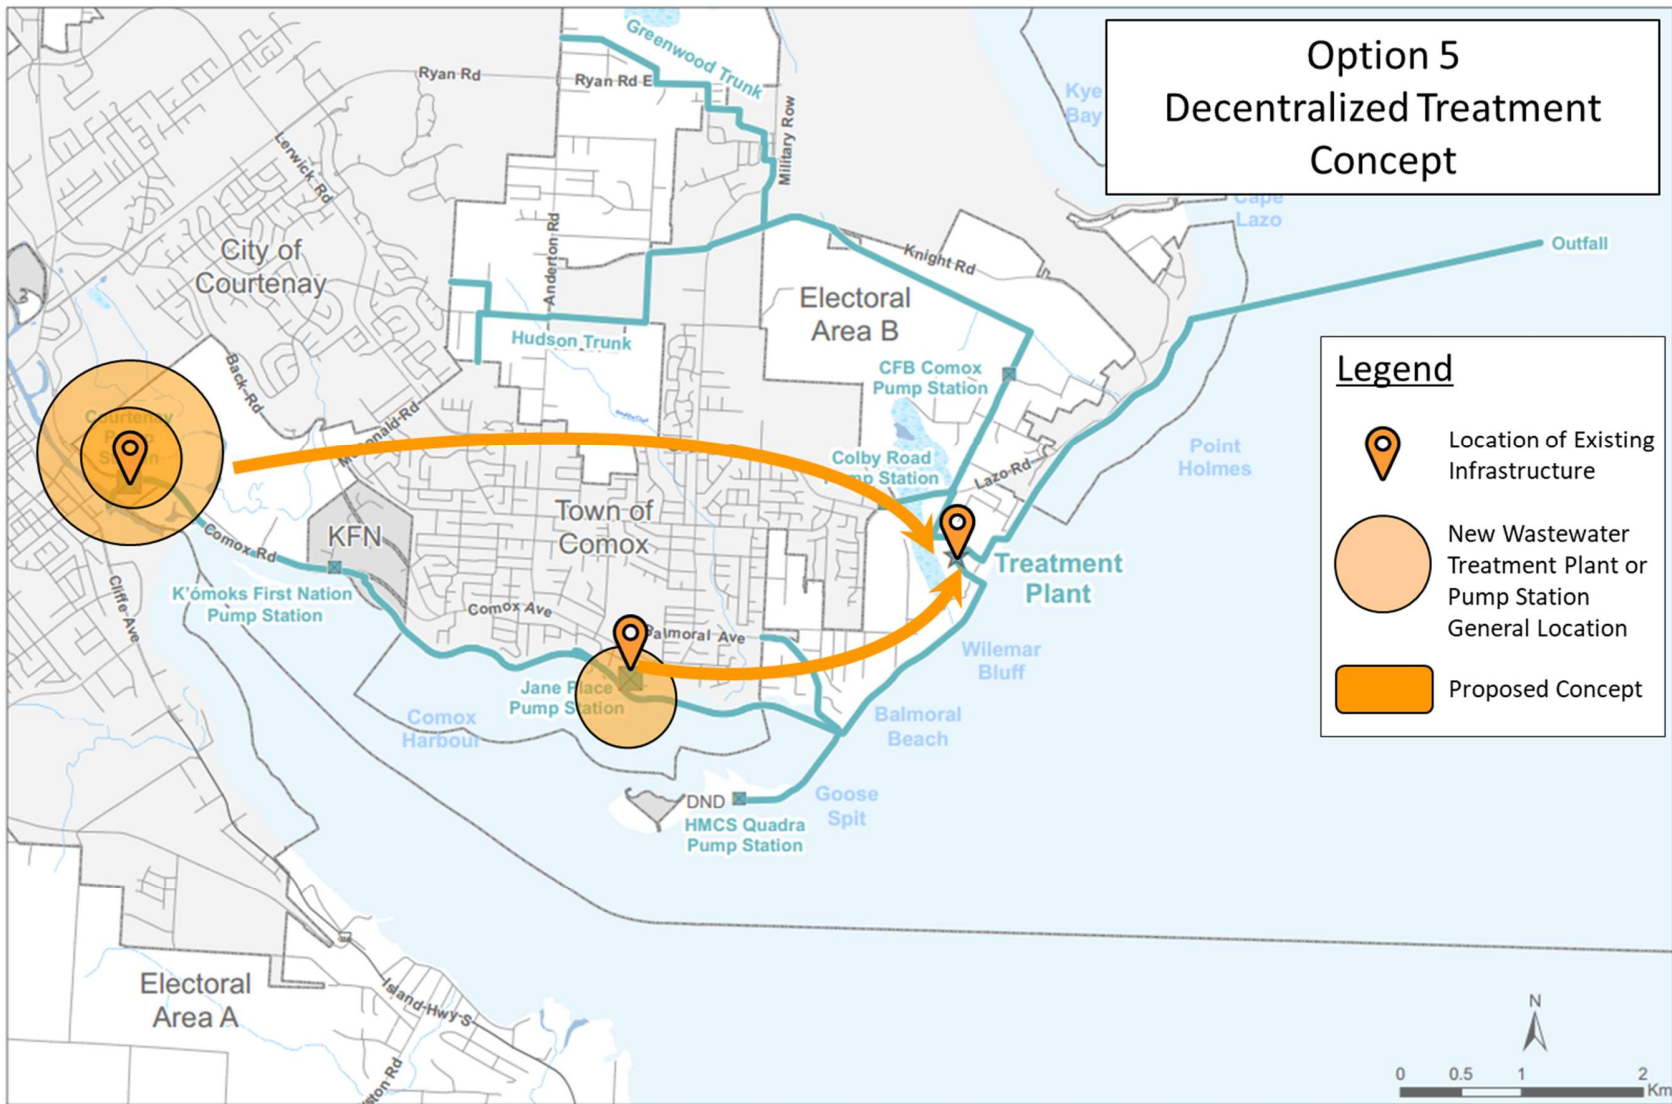 Option 5
Decentralized Treatment
Concept
Greenwood Trunk
Ryan Rd
Ryan Rd E
Military Row
Kye
Bay
Cape
Lazo
Lerwick Rd
City of
Courtenay
Anderton Rd
Knight Rd
Outfall
Electoral
Area B
Hudson Trunk
CFB Comox
Pump Station
Back Rd
McDonald Rd
Courtenay
Point
Holmes
Colby Road
Pump Station
Lazo Rd
Town of
Comox
KFN
Comox Rd
Treatment
Plant
K'ómoks First Nation
Pump Station
Cliffe Ave
Comox Ave
Balmoral Ave
Wilemar
Bluff
Jane Place
Pump Station
Comox
Harbour
Balmoral
Beach
DND
Goose
Spit
HMCS Quadra
Pump Station
Electoral
Area A
Island Hwy S
Legend
Location of Existing
Infrastructure
New Wastewater
Treatment Plant or
Pump Station
General Location
Proposed Concept
N
0 0.5 1 2
Km